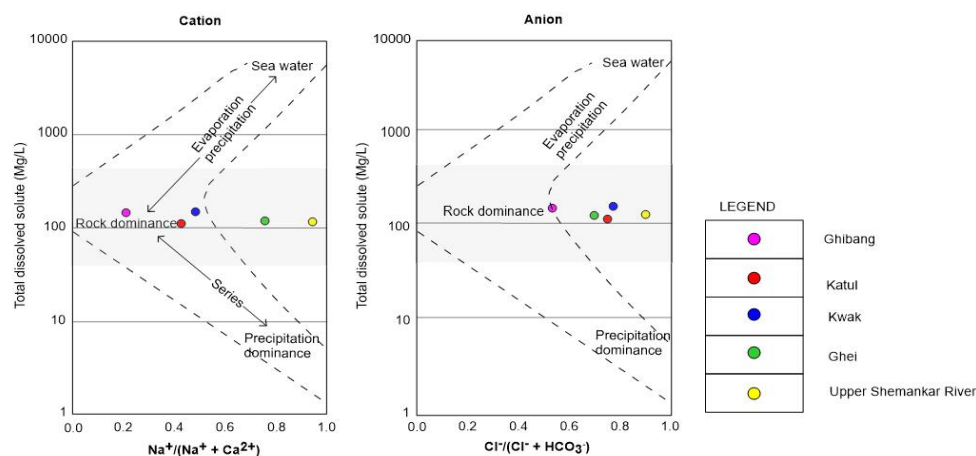 Cation
10000
1000
100
10
1
Total dissolved solute (Mg/L)
Sea water
Evaporation
precipitation
Rock dominance
Series
Precipitation
dominance
0.0 0.2 0.4 0.6 0.8 1.0
Na⁺/(Na⁺ + Ca²⁺)
Anion
10000
1000
100
10
1
Total dissolved solute (Mg/L)
Sea water
Evaporation
precipitation
Rock dominance
Precipitation
dominance
0.0 0.2 0.4 0.6 0.8 1.0
Cl⁻/(Cl⁻ + HCO₃⁻)
LEGEND
Ghibang
Katul
Kwak
Ghei
Upper Shemankar River